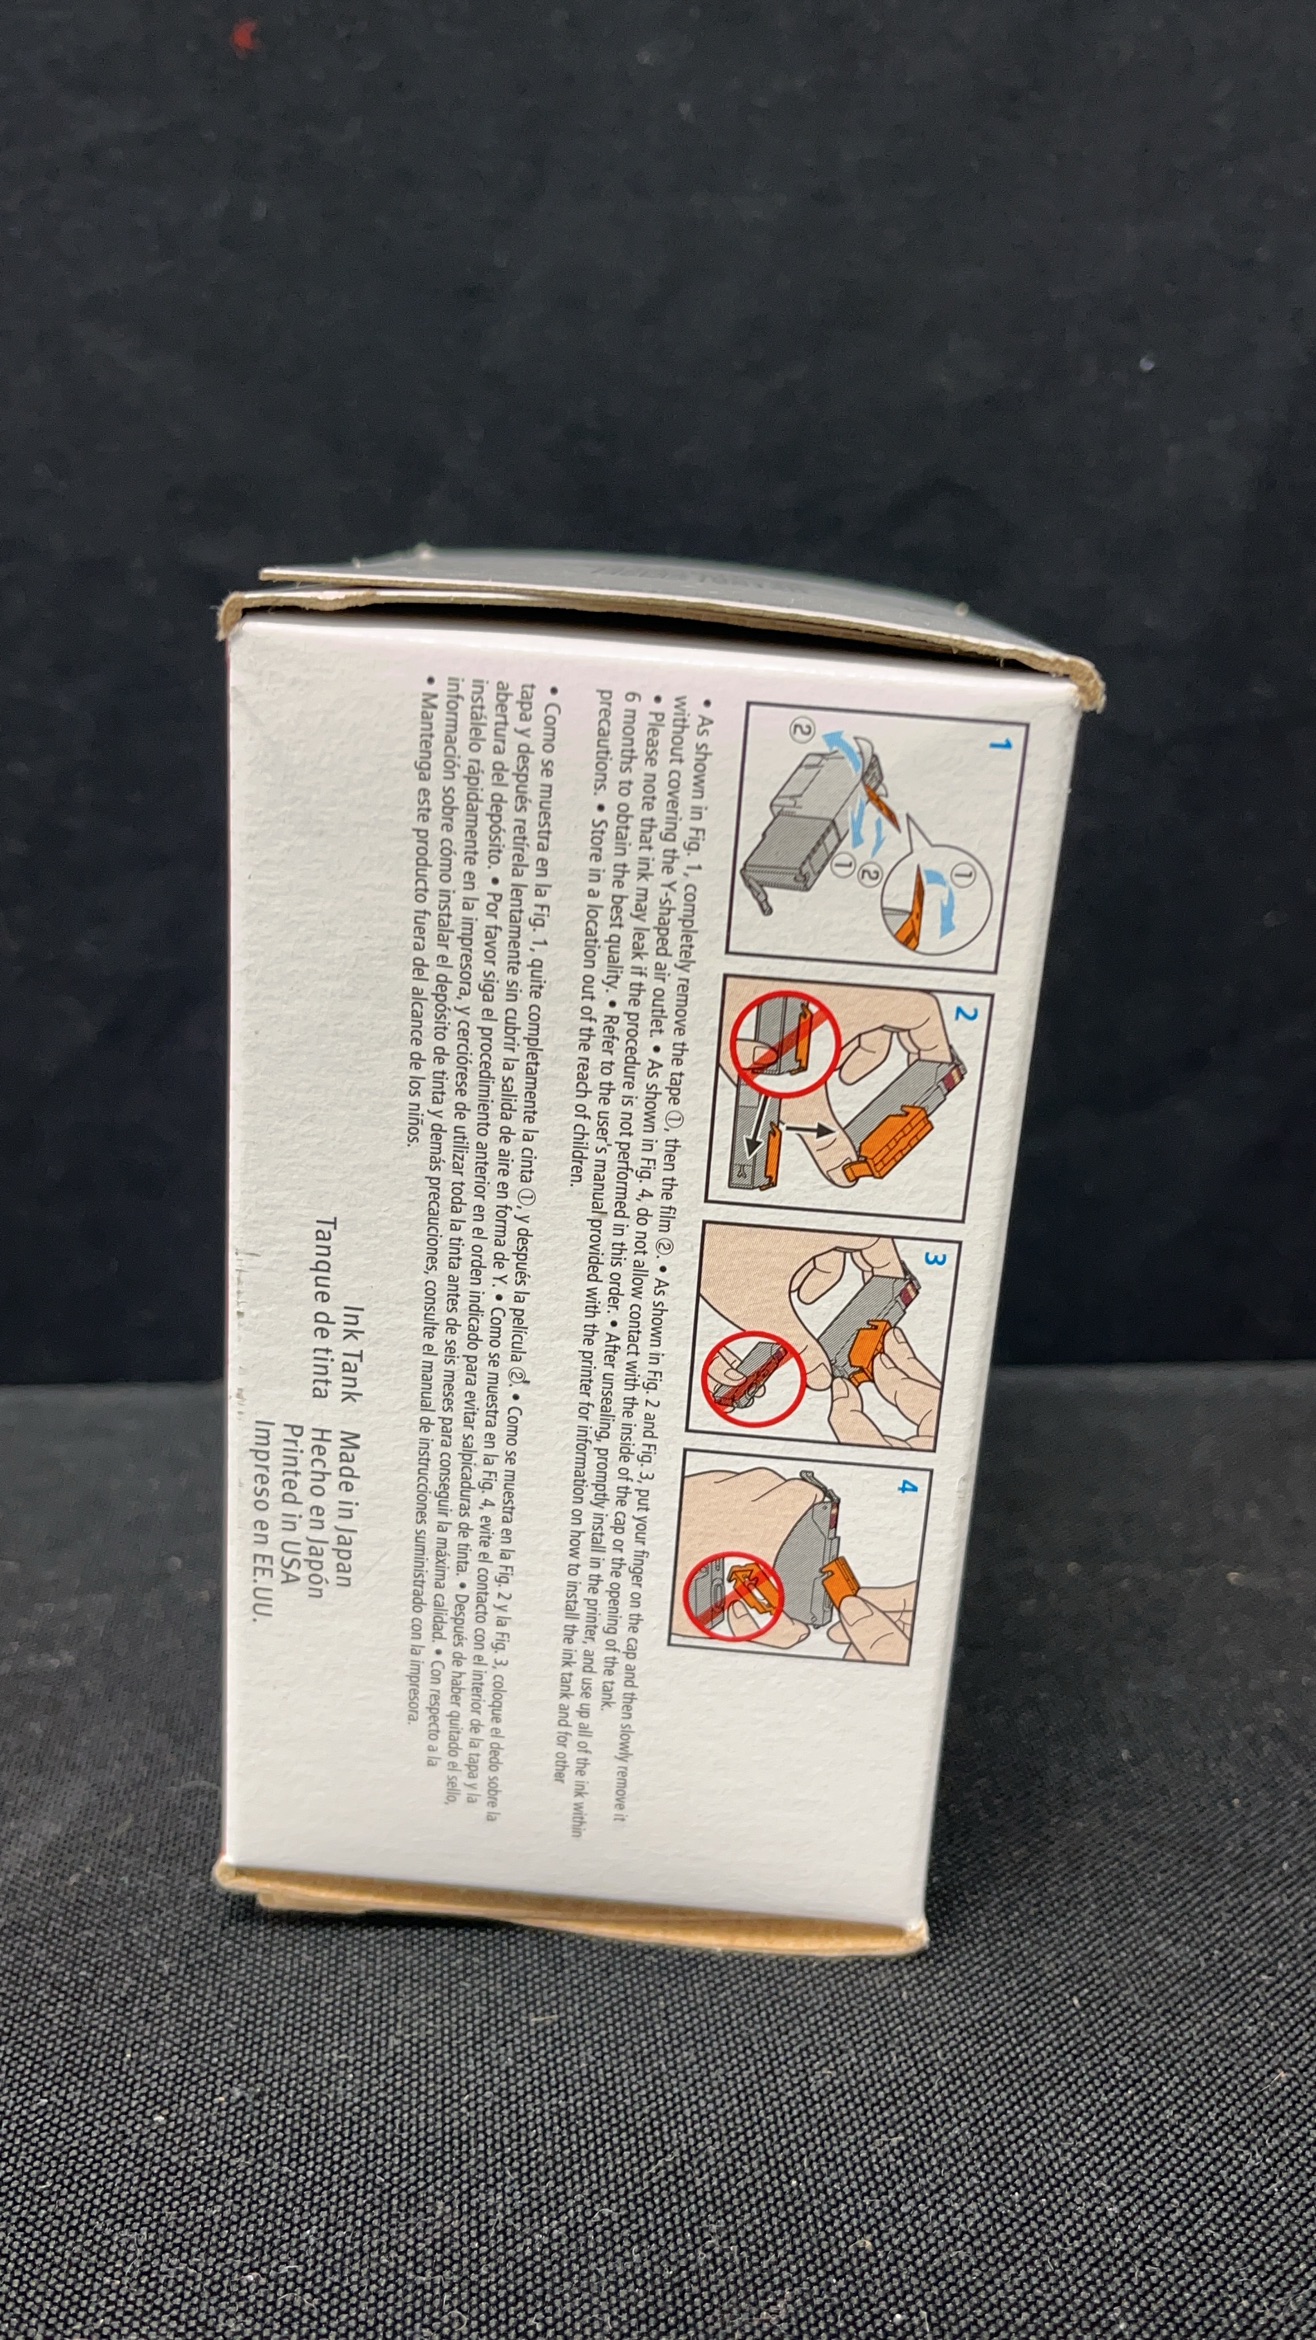 1
2
3
4
①
②
①
②
• As shown in Fig. 1, completely remove the tape ①, then the film ②. • As shown in Fig. 2 and Fig. 3, put your finger on the cap and then slowly remove it
without covering the Y-shaped air outlet. • As shown in Fig. 4, do not allow contact with the inside of the cap or the opening of the tank.
• Please note that ink may leak if the procedure is not performed in this order. • After unsealing, promptly install in the printer, and use up all of the ink within
6 months to obtain the best quality. • Refer to the user's manual provided with the printer for information on how to install the ink tank and for other
precautions. • Store in a location out of the reach of children.
• Como se muestra en la Fig. 1, quite completamente la cinta ①, y después la película ②. • Como se muestra en la Fig. 2 y la Fig. 3, coloque el dedo sobre la
tapa y después retírela lentamente sin cubrir la salida de aire en forma de Y. • Como se muestra en la Fig. 4, evite el contacto con el interior de la tapa y la
abertura del depósito. • Por favor siga el procedimiento anterior en el orden indicado para evitar salpicaduras de tinta. • Después de haber quitado el sello,
instálelo rápidamente en la impresora, y cerciórese de utilizar toda la tinta antes de seis meses para conseguir la máxima calidad. • Con respecto a la
información sobre cómo instalar el depósito de tinta y demás precauciones, consulte el manual de instrucciones suministrado con la impresora.
• Mantenga este producto fuera del alcance de los niños.
Ink Tank Made in Japan
Tanque de tinta Hecho en Japón
Printed in USA
Impreso en EE.UU.